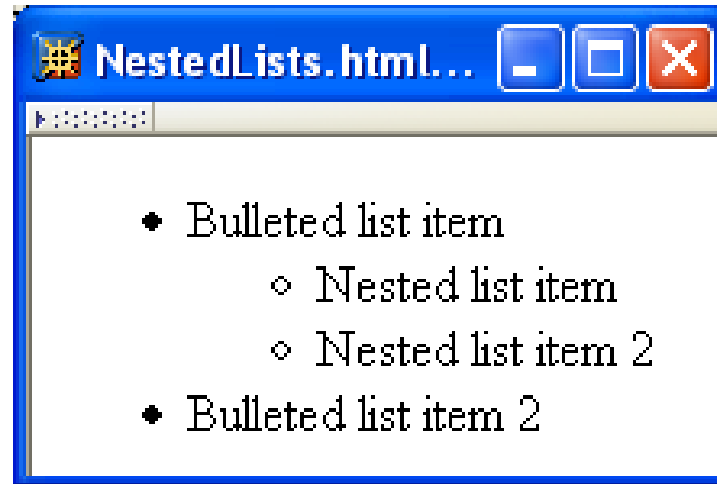 NestedLists.html...
Bulleted list item
Nested list item
Nested list item 2
Bulleted list item 2